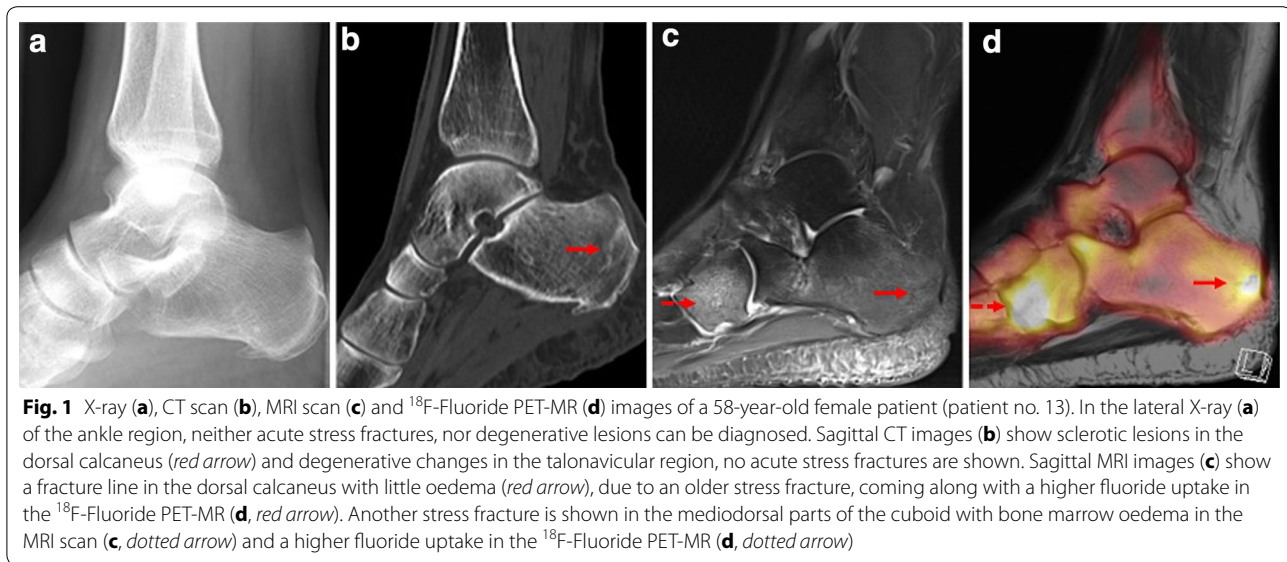 a
b
c
d
Fig. 1 X-ray (a), CT scan (b), MRI scan (c) and 18F-Fluoride PET-MR (d) images of a 58-year-old female patient (patient no. 13). In the lateral X-ray (a)
of the ankle region, neither acute stress fractures, nor degenerative lesions can be diagnosed. Sagittal CT images (b) show sclerotic lesions in the
dorsal calcaneus (red arrow) and degenerative changes in the talonavicular region, no acute stress fractures are shown. Sagittal MRI images (c) show
a fracture line in the dorsal calcaneus with little oedema (red arrow), due to an older stress fracture, coming along with a higher fluoride uptake in
the 18F-Fluoride PET-MR (d, red arrow). Another stress fracture is shown in the mediodorsal parts of the cuboid with bone marrow oedema in the
MRI scan (c, dotted arrow) and a higher fluoride uptake in the 18F-Fluoride PET-MR (d, dotted arrow)